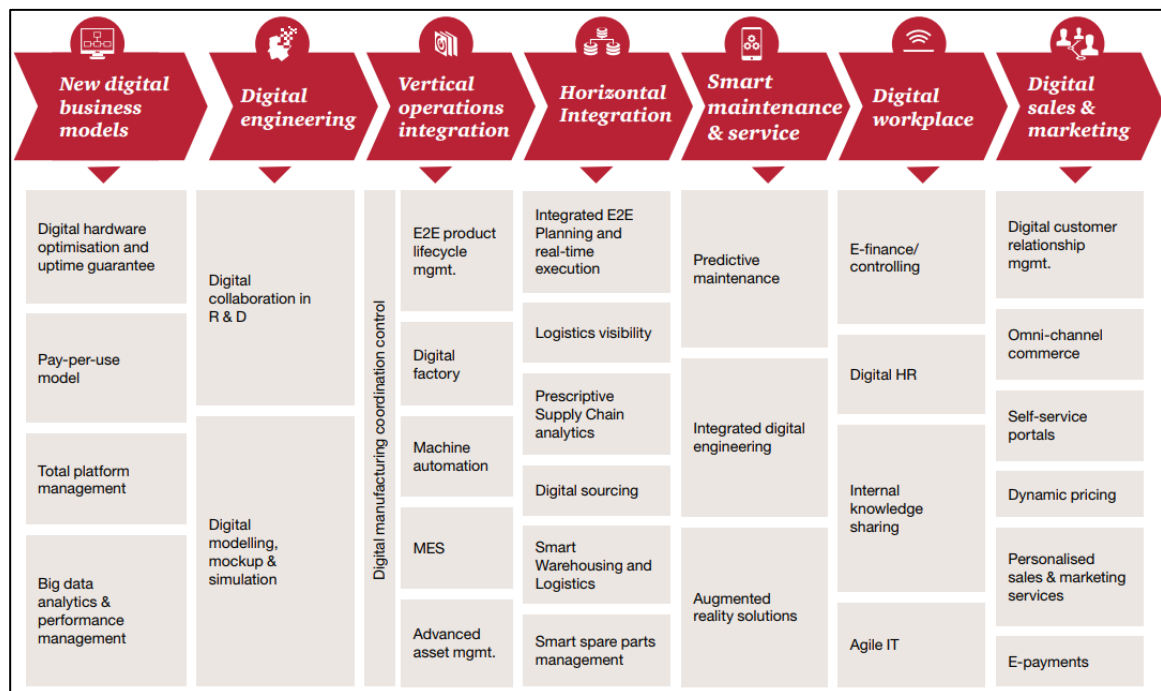 New digital
business
models
Digital
engineering
Vertical
operations
integration
Horizontal
Integration
Smart
maintenance
& service
Digital
workplace
Digital
sales &
marketing
Digital hardware
optimisation and
uptime guarantee
Pay-per-use
model
Total platform
management
Big data
analytics &
performance
management
Digital
collaboration in
R & D
Digital
modelling,
mockup &
simulation
Digital manufacturing coordination control
E2E product
lifecycle
mgmt.
Digital
factory
Machine
automation
MES
Advanced
asset mgmt.
Integrated E2E
Planning and
real-time
execution
Logistics visibility
Prescriptive
Supply Chain
analytics
Digital sourcing
Smart
Warehousing and
Logistics
Smart spare parts
management
Predictive
maintenance
Integrated digital
engineering
Augmented
reality solutions
E-finance/
controlling
Digital HR
Internal
knowledge
sharing
Agile IT
Digital customer
relationship
mgmt.
Omni-channel
commerce
Self-service
portals
Dynamic pricing
Personalised
sales & marketing
services
E-payments